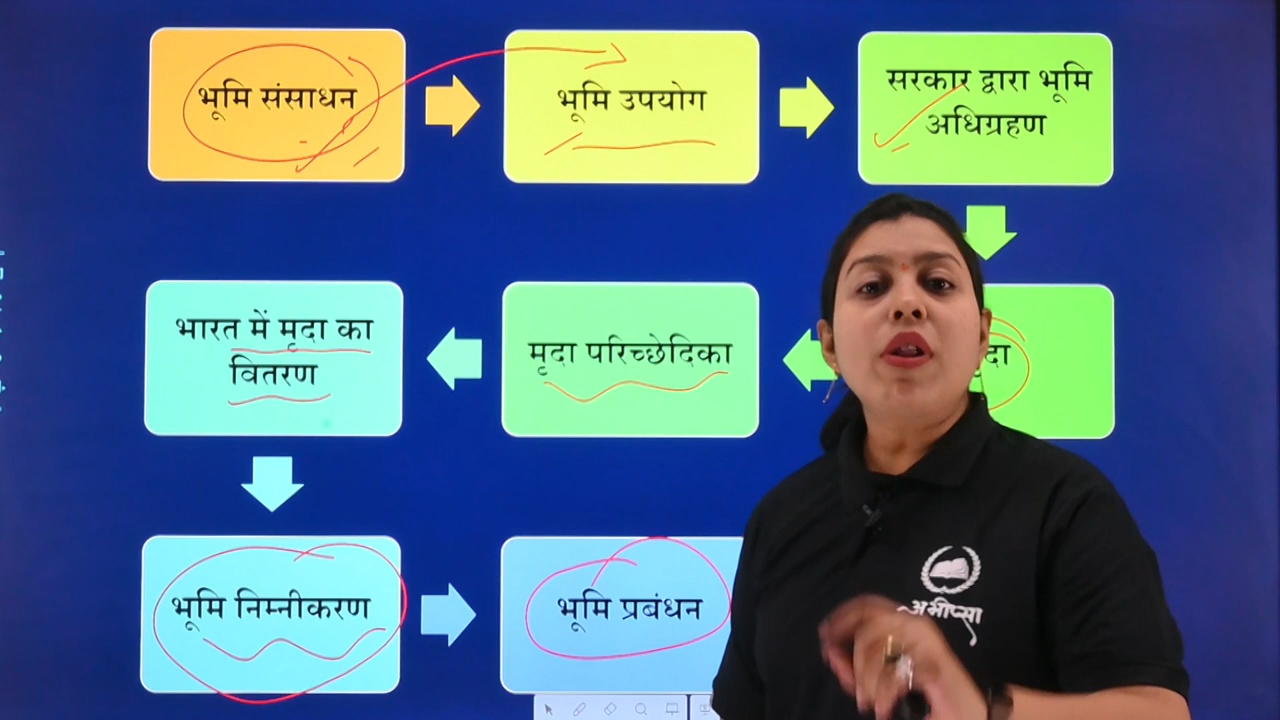 भूमि संसाधन
भूमि उपयोग
सरकार द्वारा भूमि
अधिग्रहण
भारत में मृदा का
वितरण
मृदा परिच्छेदिका
दा
भूमि निम्नीकरण
भूमि प्रबंधन
अभीप्सा